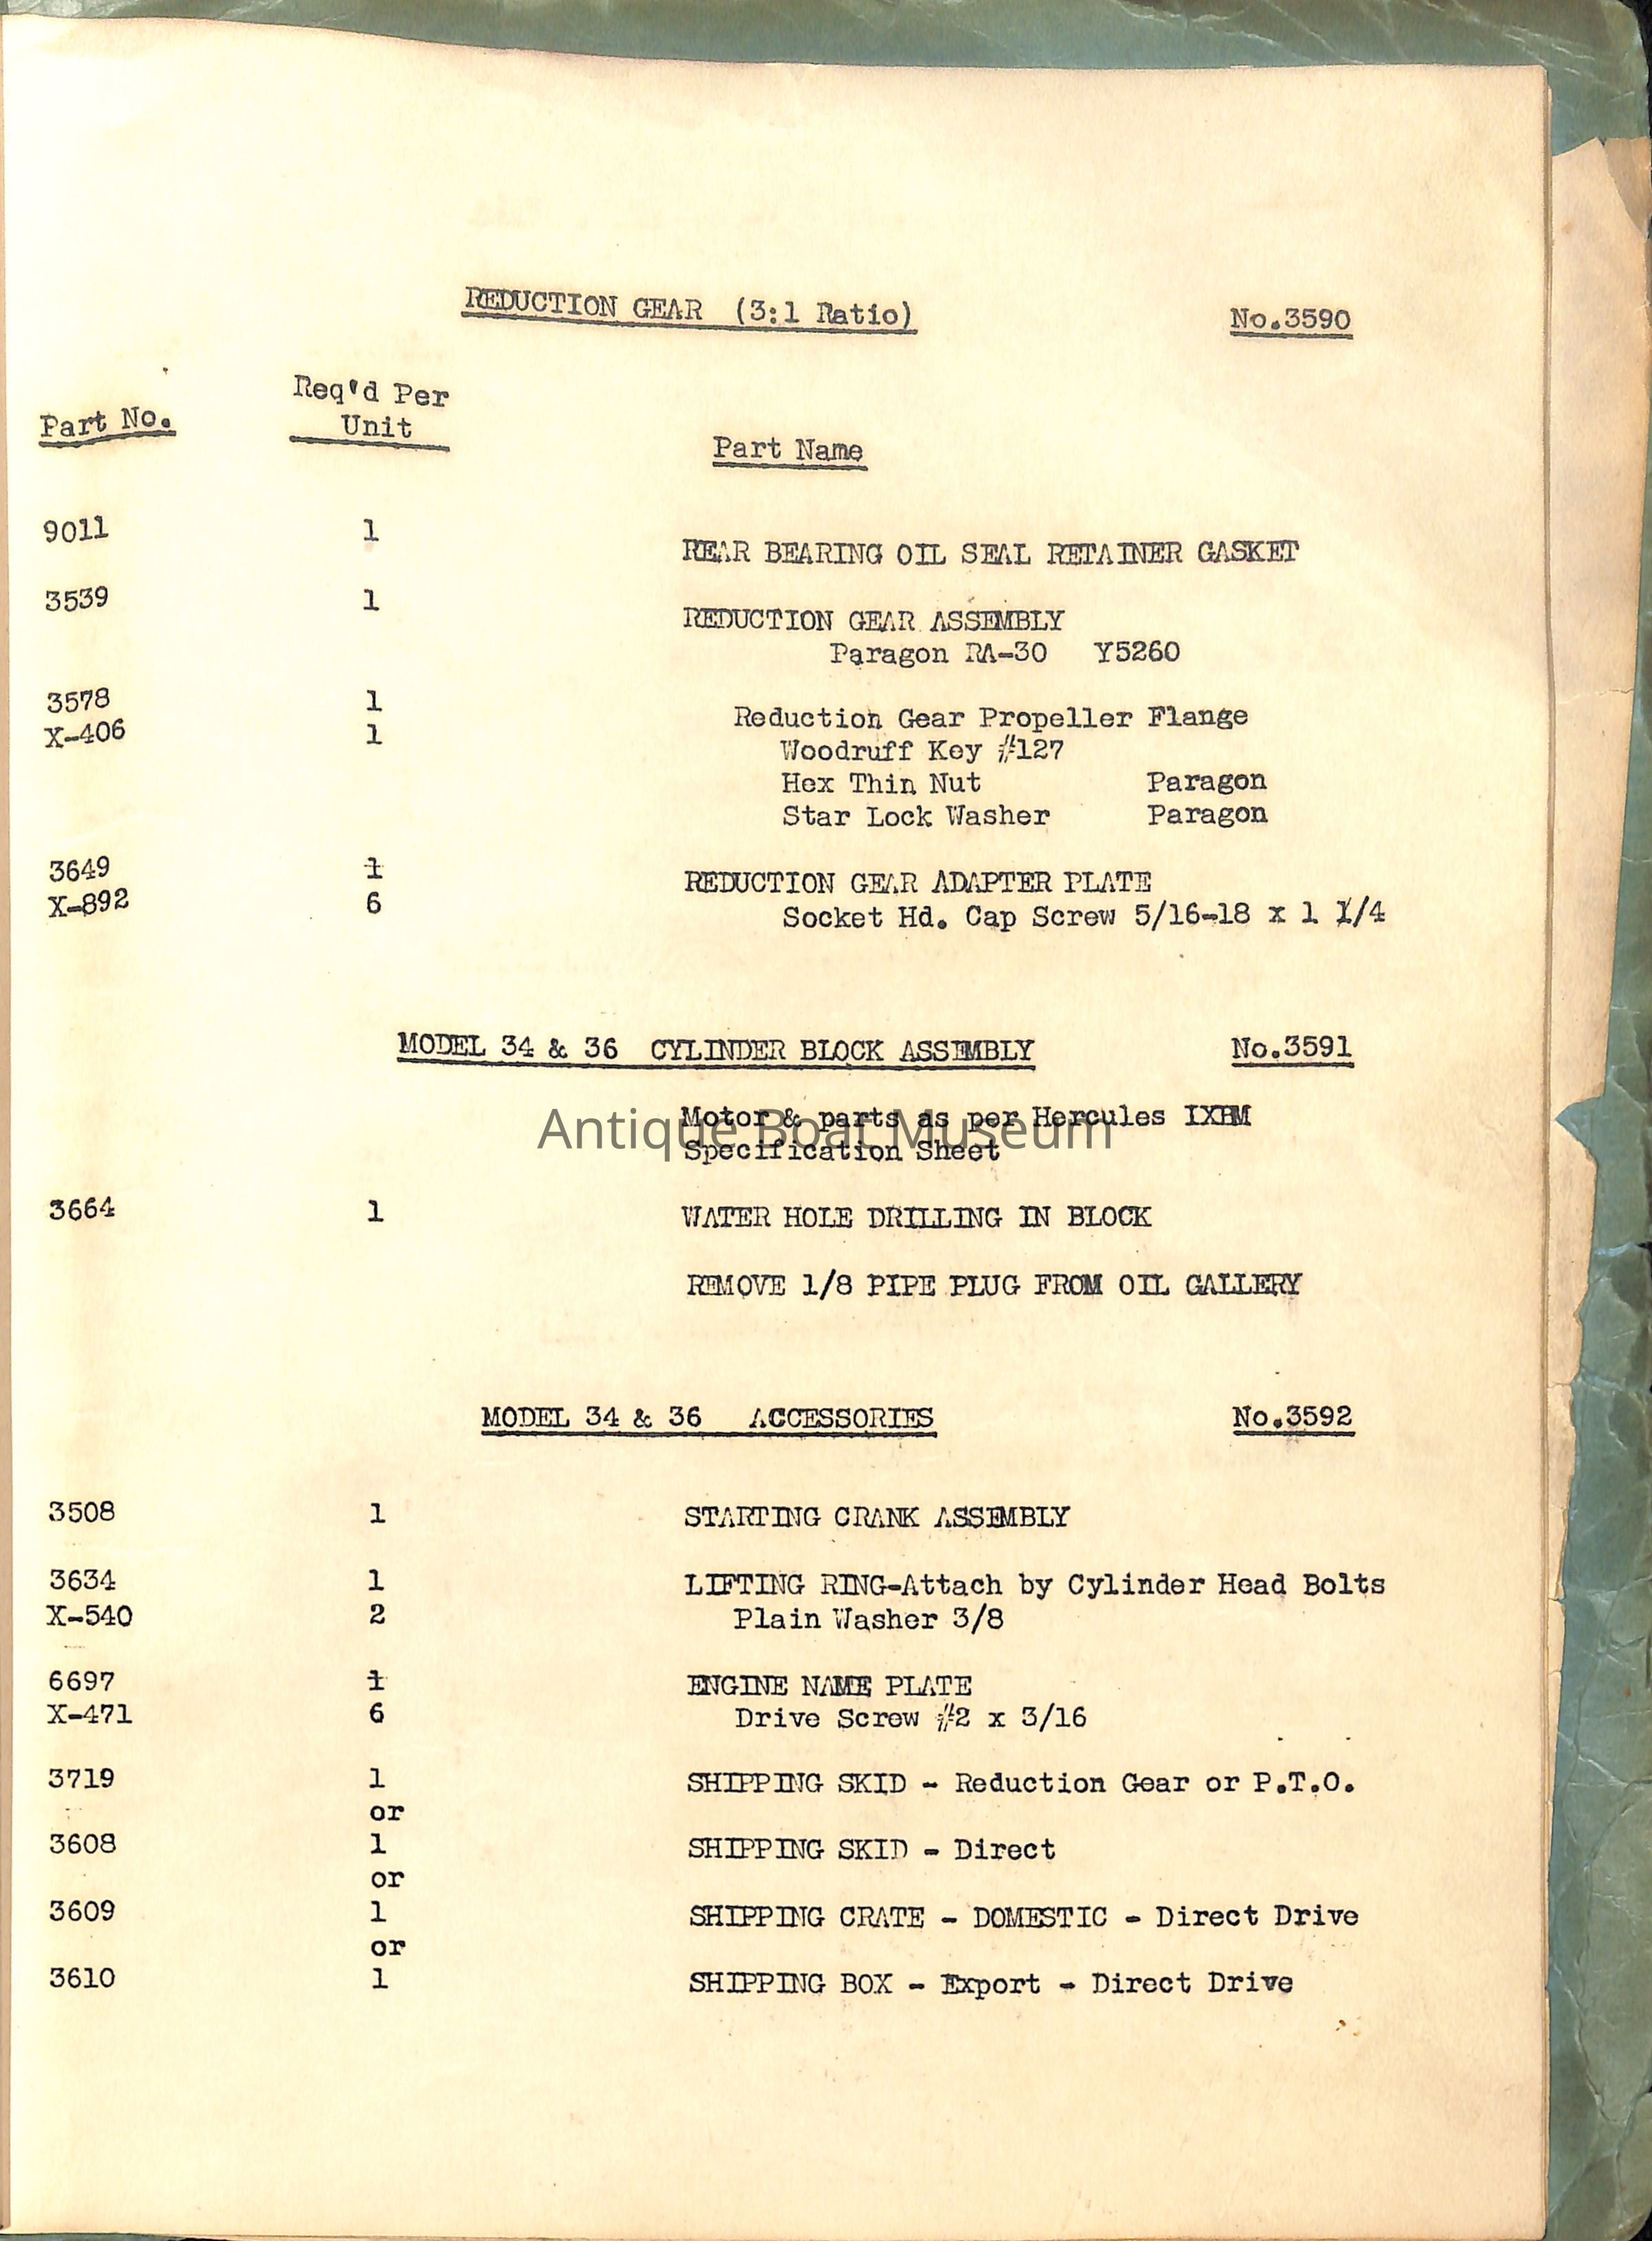 REDUCTION GEAR (3:1 Ratio) No.3590
Part No. Req'd Per Unit Part Name
9011 1 REAR BEARING OIL SEAL RETAINER GASKET
3539 1 REDUCTION GEAR ASSEMBLY
Paragon RA-30 Y5260
3578 1 Reduction Gear Propeller Flange
X-406 1 Woodruff Key #127
Hex Thin Nut Paragon
Star Lock Washer Paragon
3649 1 REDUCTION GEAR ADAPTER PLATE
X-892 6 Socket Hd. Cap Screw 5/16-18 x 1 1/4
MODEL 34 & 36 CYLINDER BLOCK ASSEMBLY No.3591
Motor & parts as per Hercules IXBM
Antique Boat Museum
Specification Sheet
3664 1 WATER HOLE DRILLING IN BLOCK
REMOVE 1/8 PIPE PLUG FROM OIL GALLERY
MODEL 34 & 36 ACCESSORIES No.3592
3508 1 STARTING CRANK ASSEMBLY
3634 1 LIFTING RING-Attach by Cylinder Head Bolts
X-540 2 Plain Washer 3/8
6697 1 ENGINE NAME PLATE
X-471 6 Drive Screw #2 x 3/16
3719 1 SHIPPING SKID - Reduction Gear or P.T.O.
or
3608 1 SHIPPING SKID - Direct
or
3609 1 SHIPPING CRATE - DOMESTIC - Direct Drive
or
3610 1 SHIPPING BOX - Export - Direct Drive